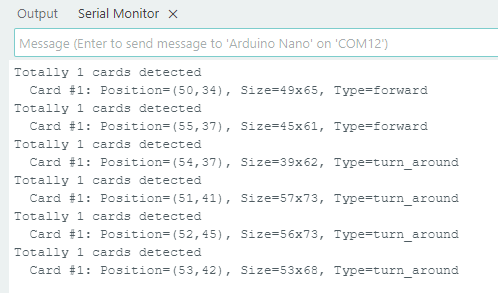 Output Serial Monitor ×
Message (Enter to send message to 'Arduino Nano' on 'COM12')
Totally 1 cards detected
Card #1: Position=(50,34), Size=49x65, Type=forward
Totally 1 cards detected
Card #1: Position=(55,37), Size=45x61, Type=forward
Totally 1 cards detected
Card #1: Position=(54,37), Size=39x62, Type=turn_around
Totally 1 cards detected
Card #1: Position=(51,41), Size=57x73, Type=turn_around
Totally 1 cards detected
Card #1: Position=(52,45), Size=56x73, Type=turn_around
Totally 1 cards detected
Card #1: Position=(53,42), Size=53x68, Type=turn_around